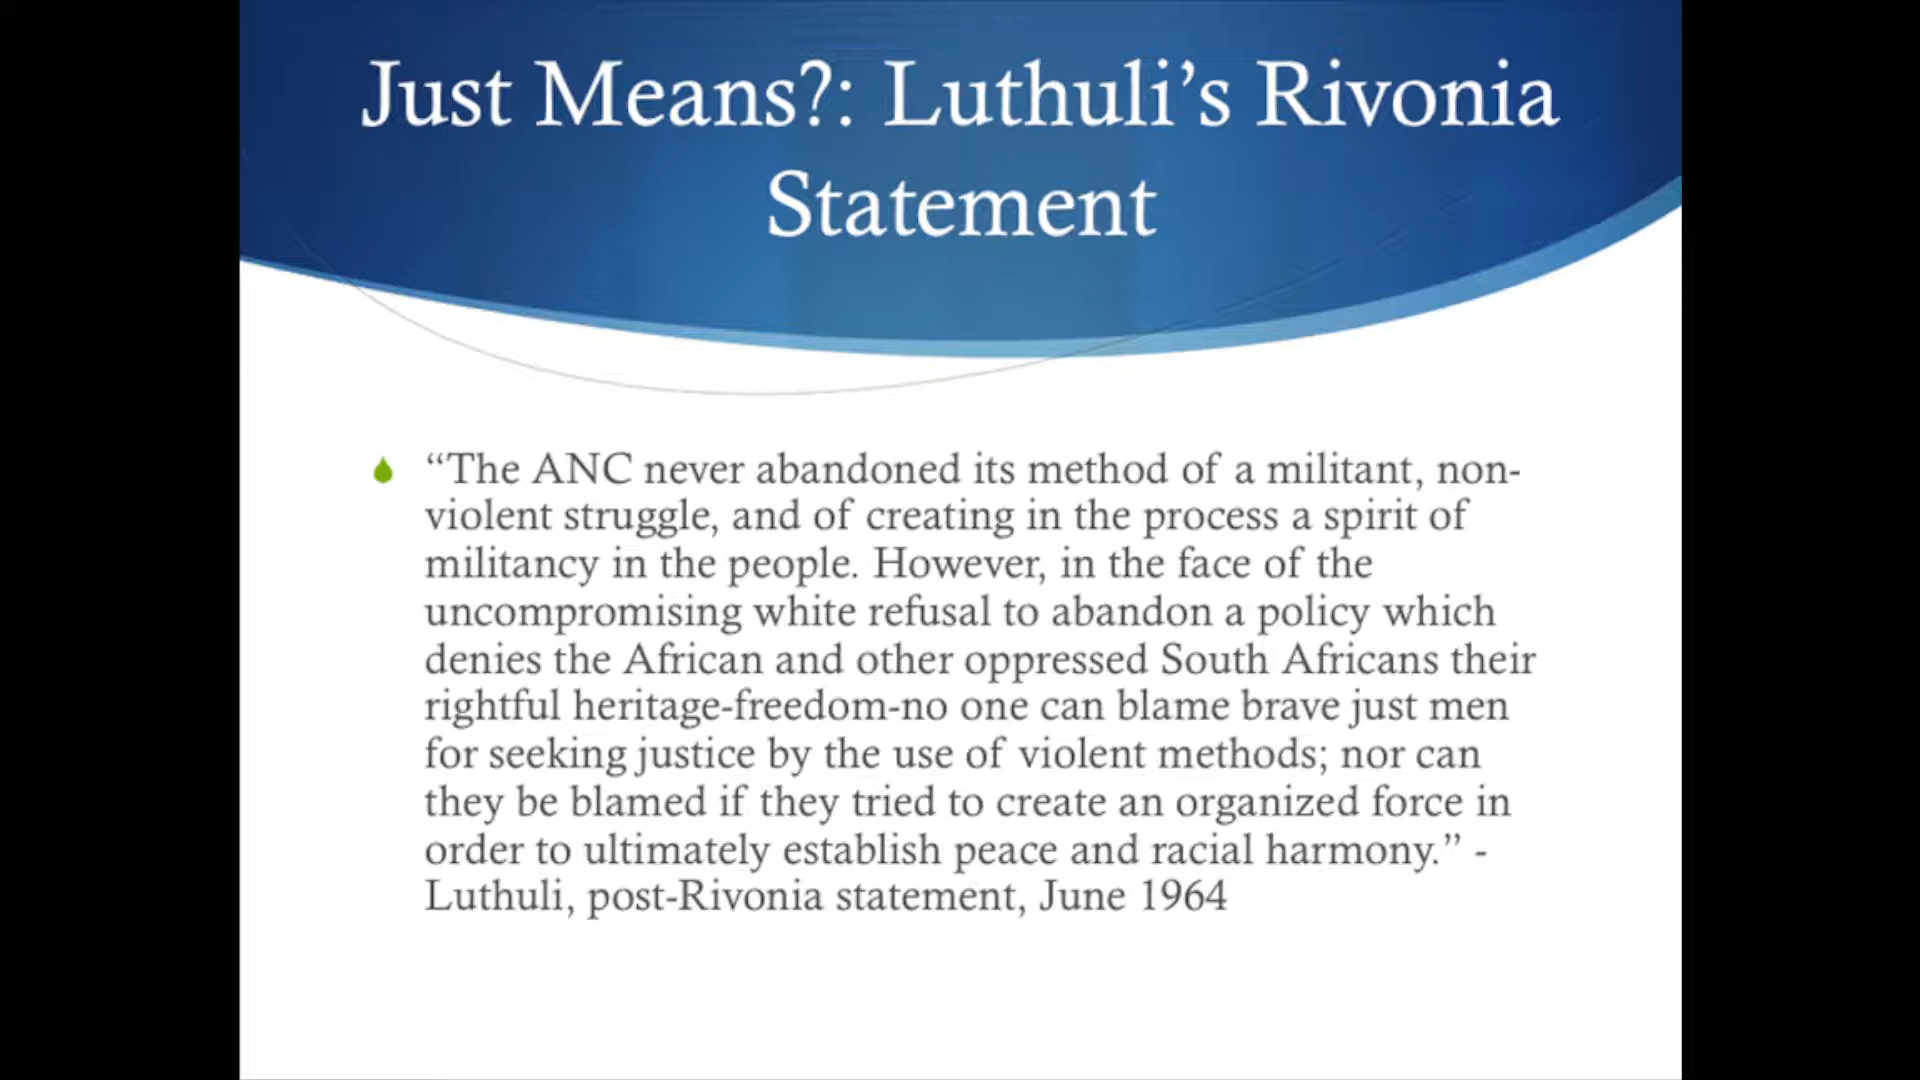 Just Means?: Luthuli’s Rivonia
Statement
“The ANC never abandoned its method of a militant, non-
violent struggle, and of creating in the process a spirit of
militancy in the people. However, in the face of the
uncompromising white refusal to abandon a policy which
denies the African and other oppressed South Africans their
rightful heritage-freedom-no one can blame brave just men
for seeking justice by the use of violent methods; nor can
they be blamed if they tried to create an organized force in
order to ultimately establish peace and racial harmony.” -
Luthuli, post-Rivonia statement, June 1964